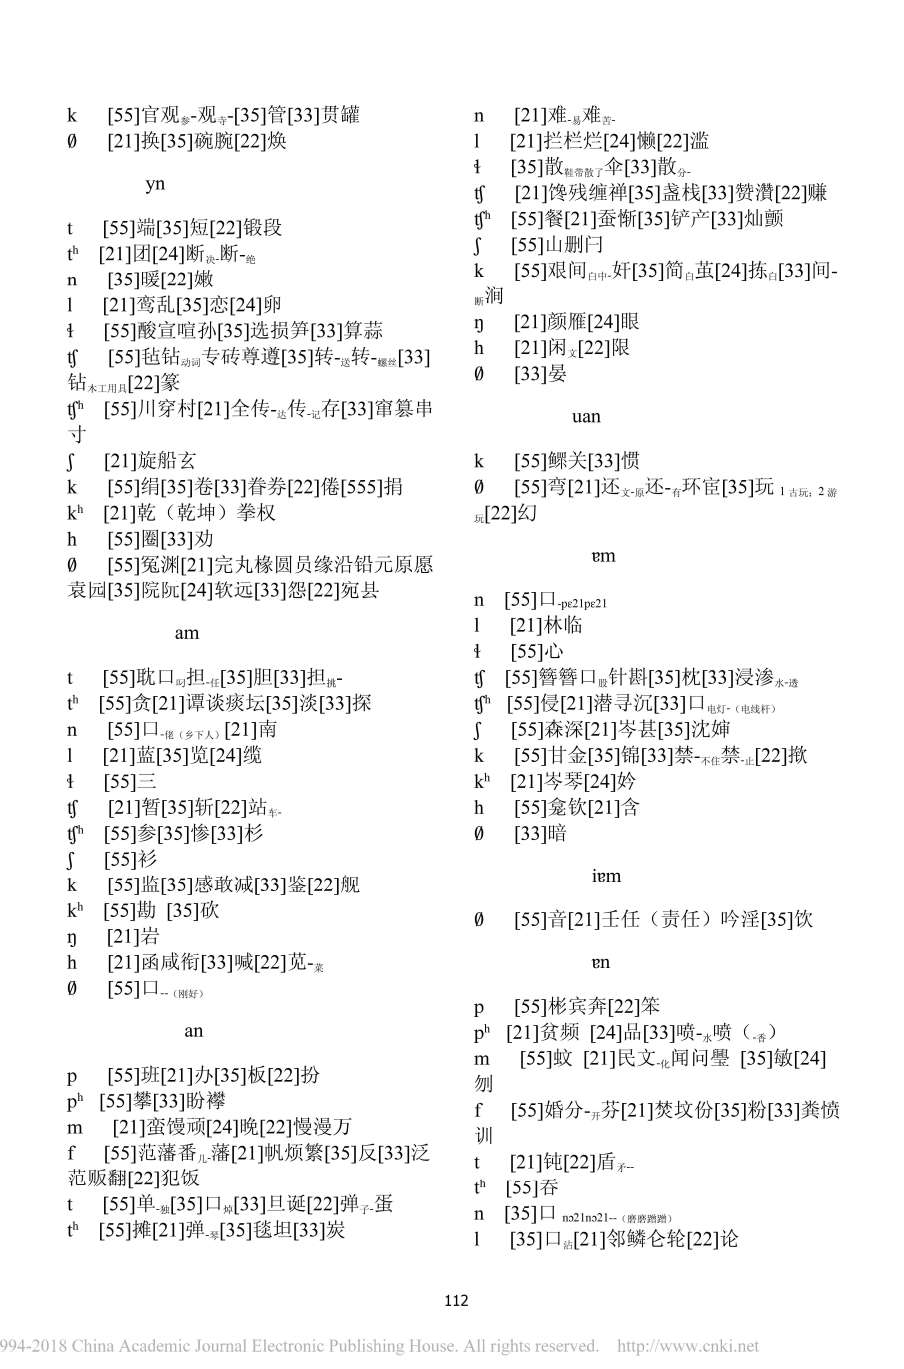 k [55]官观参-观寺-[35]管[33]贯罐
∅ [21]换[35]碗腕[22]焕
yn
t [55]端[35]短[22]锻段
tʰ [21]团[24]断决-断-绝
n [35]暖[22]嫩
l [21]鸾乱[35]恋[24]卵
ɬ [55]酸宣喧孙[35]选损笋[33]算蒜
ʧ [55]毡钻动词专砖尊遵[35]转-送转-螺丝[33]
钻木工用具[22]篆
ʧʰ [55]川穿村[21]全传-达传-记存[33]窜篡串
寸
ʃ [21]旋船玄
k [55]绢[35]卷[33]眷券[22]倦[555]捐
kʰ [21]乾（乾坤）拳权
h [55]圈[33]劝
∅ [55]冤渊[21]完丸椽圆员缘沿铅元原愿
袁园[35]院阮[24]软远[33]怨[22]宛县
am
t [55]耽口叼担-任[35]胆[33]担挑-
tʰ [55]贪[21]谭谈痰坛[35]淡[33]探
n [55]口-佬（乡下人）[21]南
l [21]蓝[35]览[24]缆
ɬ [55]三
ʧ [21]暂[35]斩[22]站车-
ʧʰ [55]参[35]惨[33]杉
ʃ [55]衫
k [55]监[35]感敢减[33]鉴[22]舰
kʰ [55]勘 [35]砍
ŋ [21]岩
h [21]函咸衔[33]喊[22]苋-菜
∅ [55]口--（刚好）
an
p [55]班[21]办[35]板[22]扮
pʰ [55]攀[33]盼襻
m [21]蛮馒顽[24]晚[22]慢漫万
f [55]范藩番儿-藩[21]帆烦繁[35]反[33]泛
范贩翻[22]犯饭
t [55]单-独[35]口焯[33]旦诞[22]弹子-蛋
tʰ [55]摊[21]弹-琴[35]毯坦[33]炭
n [21]难-易难苦-
l [21]拦栏烂[24]懒[22]滥
ɬ [35]散鞋带散了伞[33]散分-
ʧ [21]馋残缠禅[35]盏栈[33]赞瓒[22]赚
ʧʰ [55]餐[21]蚕惭[35]铲产[33]灿颤
ʃ [55]山删闩
k [55]艰间白中-奸[35]简白茧[24]拣白[33]间-
断涧
ŋ [21]颜雁[24]眼
h [21]闲文[22]限
∅ [33]晏
uan
k [55]鳏关[33]惯
∅ [55]弯[21]还文-原还-有环宦[35]玩 1 古玩；2 游
玩[22]幻
ɐm
n [55]口-pɛ21pɛ21
l [21]林临
ɬ [55]心
ʧ [55]簪簪口股针斟[35]枕[33]浸渗水-透
ʧʰ [55]侵[21]潜寻沉[33]口电灯-（电线杆）
ʃ [55]森深[21]岑甚[35]沈婶
k [55]甘金[35]锦[33]禁-不住禁-止[22]揿
kʰ [21]岑琴[24]妗
h [55]龛钦[21]含
∅ [33]暗
iɐm
∅ [55]音[21]壬任（责任）吟淫[35]饮
ɐn
p [55]彬宾奔[22]笨
pʰ [21]贫频 [24]品[33]喷-水喷（-香）
m [55]蚊 [21]民文-化闻问璺 [35]敏[24]
刎
f [55]婚分-开芬[21]焚坟份[35]粉[33]粪愤
训
t [21]钝[22]盾矛--
tʰ [55]吞
n [35]口 nɔ21nɔ21--（磨磨蹭蹭）
l [35]口沾[21]邻鳞仑轮[22]论
112
994-2018 China Academic Journal Electronic Publishing House. All rights reserved. http://www.cnki.net